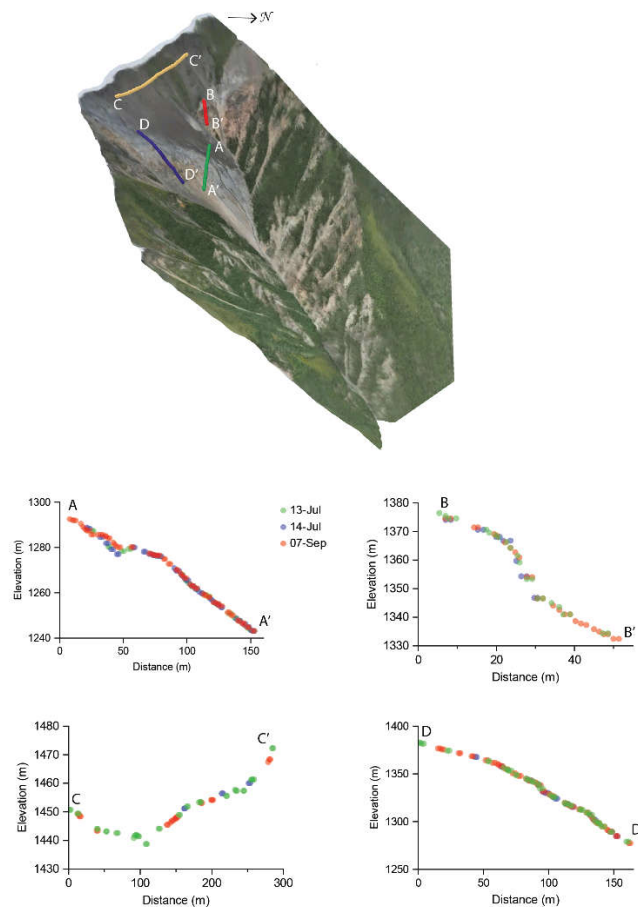 N
C'
C
B
D
B'
A
D'
A'
A
1300
1280
1260
1240
Elevation (m)
0
50
100
150
Distance (m)
A'
13-Jul
14-Jul
07-Sep
B
1380
1370
1360
1350
1340
1330
Elevation (m)
20
40
Distance (m)
B'
C'
1480
1470
1460
1450
1440
1430
Elevation (m)
C
0
100
200
300
Distance (m)
D
1400
1350
1300
1250
Elevation (m)
0
50
100
150
Distance (m)
D